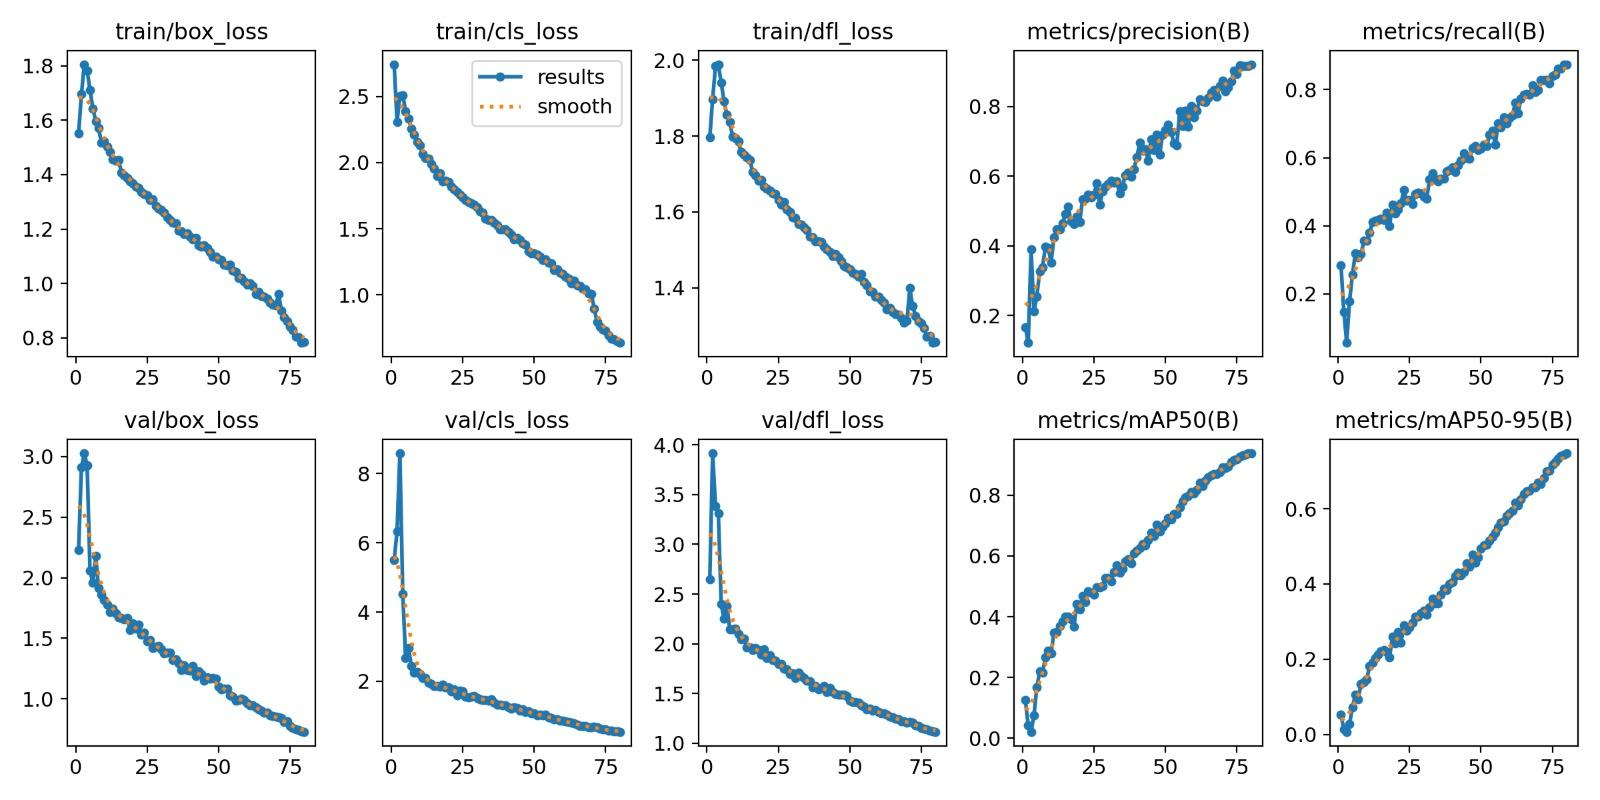 train/box_loss
train/cls_loss
train/dfl_loss
metrics/precision(B)
metrics/recall(B)
1.8
1.6
1.4
1.2
1.0
0.8
0 25 50 75
2.5
2.0
1.5
1.0
results
smooth
0 25 50 75
2.0
1.8
1.6
1.4
0 25 50 75
0.8
0.6
0.4
0.2
0 25 50 75
0.8
0.6
0.4
0.2
0 25 50 75
val/box_loss
val/cls_loss
val/dfl_loss
metrics/mAP50(B)
metrics/mAP50-95(B)
3.0
2.5
2.0
1.5
1.0
0 25 50 75
8
6
4
2
0 25 50 75
4.0
3.5
3.0
2.5
2.0
1.5
1.0
0 25 50 75
0.8
0.6
0.4
0.2
0.0
0 25 50 75
0.6
0.4
0.2
0.0
0 25 50 75